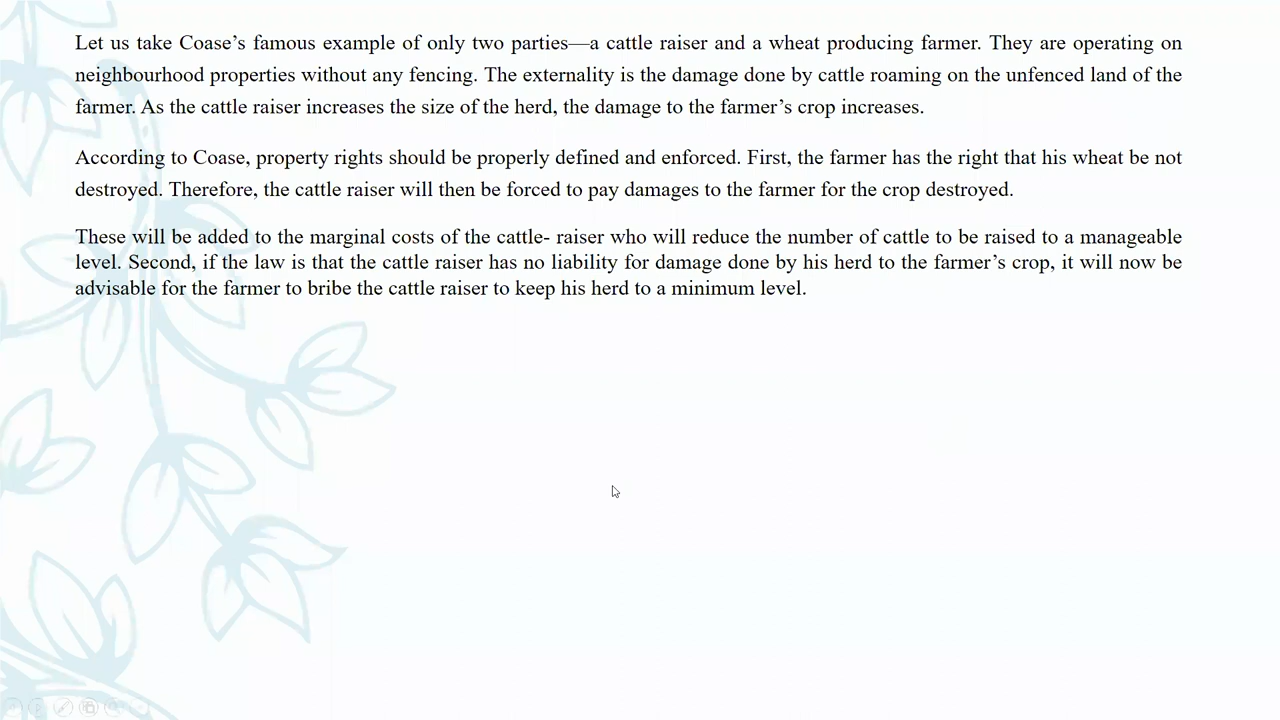 Let us take Coase’s famous example of only two parties—a cattle raiser and a wheat producing farmer. They are operating on
neighbourhood properties without any fencing. The externality is the damage done by cattle roaming on the unfenced land of the
farmer. As the cattle raiser increases the size of the herd, the damage to the farmer’s crop increases.
According to Coase, property rights should be properly defined and enforced. First, the farmer has the right that his wheat be not
destroyed. Therefore, the cattle raiser will then be forced to pay damages to the farmer for the crop destroyed.
These will be added to the marginal costs of the cattle- raiser who will reduce the number of cattle to be raised to a manageable
level. Second, if the law is that the cattle raiser has no liability for damage done by his herd to the farmer’s crop, it will now be
advisable for the farmer to bribe the cattle raiser to keep his herd to a minimum level.